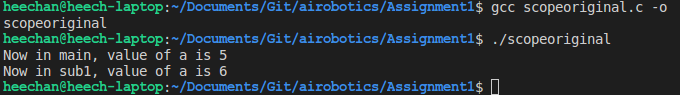 heechan@heech-laptop:~/Documents/Git/airobotics/Assignment1$ gcc scopeoriginal.c -o
scopeoriginal
heechan@heech-laptop:~/Documents/Git/airobotics/Assignment1$ ./scopeoriginal
Now in main, value of a is 5
Now in sub1, value of a is 6
heechan@heech-laptop:~/Documents/Git/airobotics/Assignment1$